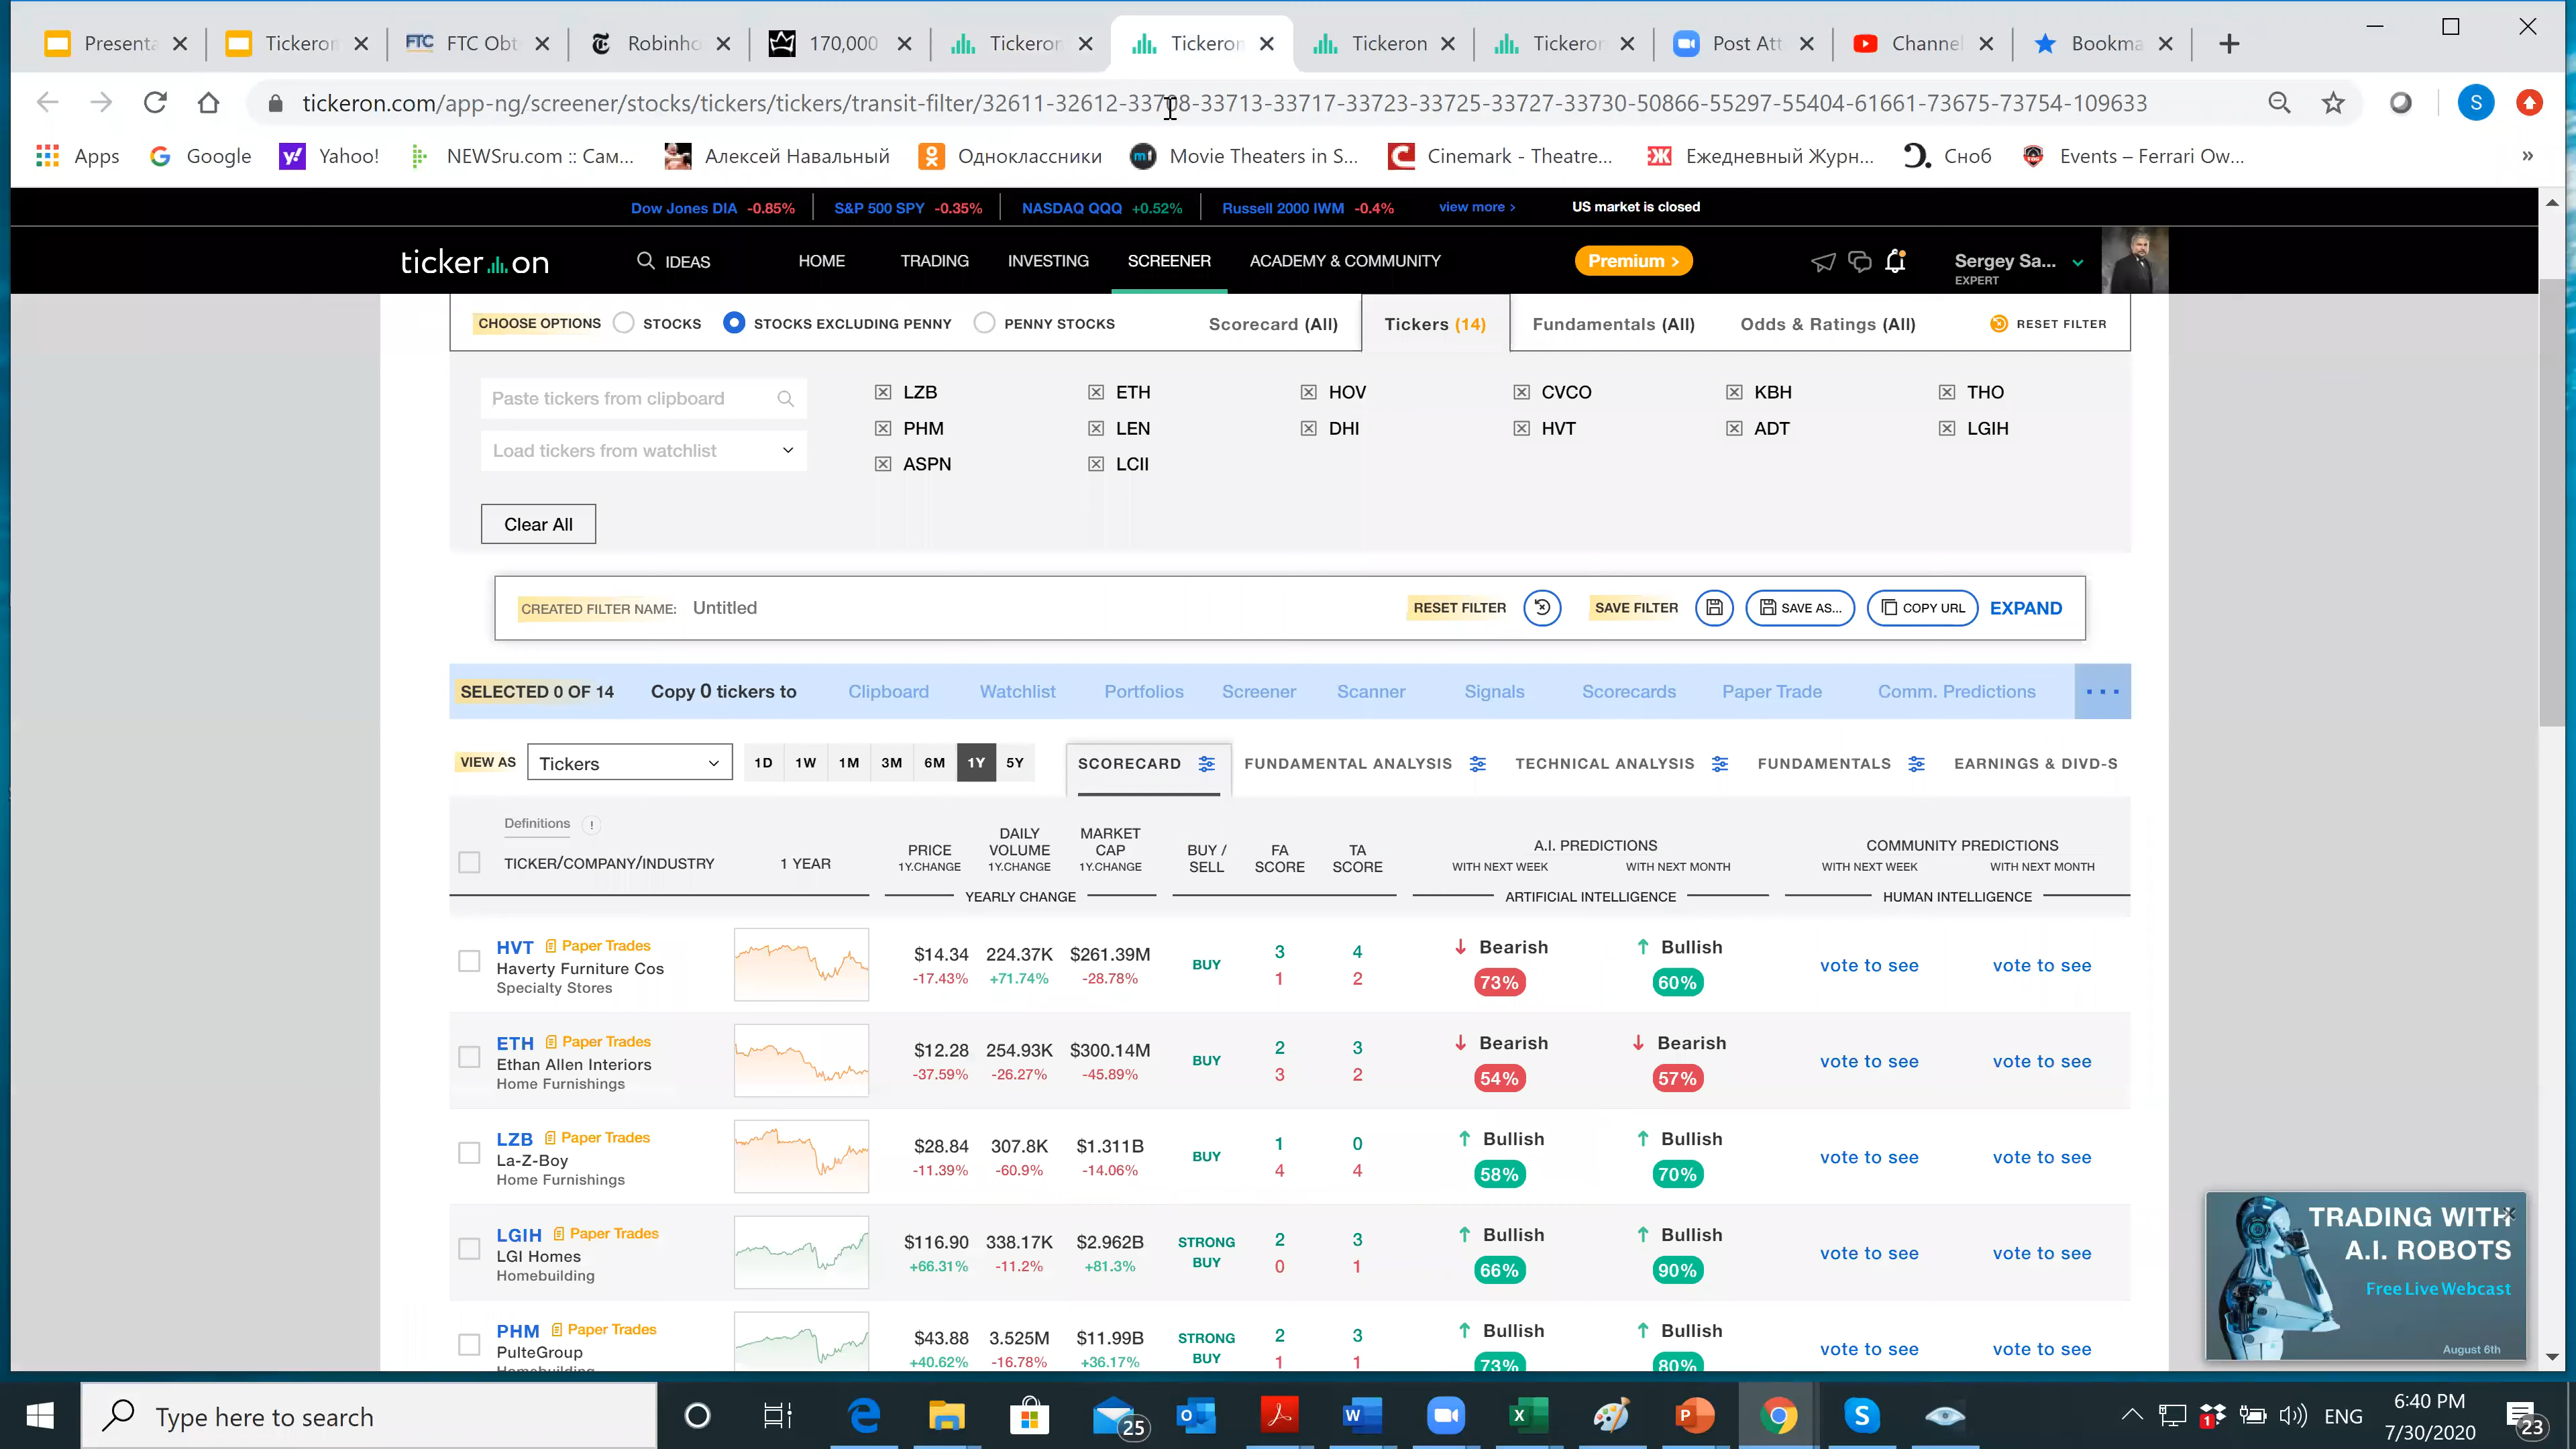 Presenta
Tickeron
FTC FTC Obt
Robinho
170,000
Tickeron
Tickeron
Tickeron
Tickeron
Post Att
Channel
Bookma
tickeron.com/app-ng/screener/stocks/tickers/tickers/transit-filter/32611-32612-33708-33713-33717-33723-33725-33727-33730-50866-55297-55404-61661-73675-73754-109633
S
Apps Google Yahoo! NEWSru.com :: Сам... Алексей Навальный Одноклассники Movie Theaters in S... Cinemark - Theatre... Ежедневный Журн... Сноб Events – Ferrari Ow... »
Dow Jones DIA -0.85% S&P 500 SPY -0.35% NASDAQ QQQ +0.52% Russell 2000 IWM -0.4% view more > US market is closed
tickeron IDEAS HOME TRADING INVESTING SCREENER ACADEMY & COMMUNITY Premium > Sergey Sa...
EXPERT
CHOOSE OPTIONS STOCKS STOCKS EXCLUDING PENNY PENNY STOCKS Scorecard (All) Tickers (14) Fundamentals (All) Odds & Ratings (All) RESET FILTER
Paste tickers from clipboard
Load tickers from watchlist
LZB ETH HOV CVCO KBH THO
PHM LEN DHI HVT ADT LGIH
ASPN LCII
Clear All
CREATED FILTER NAME: Untitled RESET FILTER SAVE FILTER SAVE AS... COPY URL EXPAND
SELECTED 0 OF 14 Copy 0 tickers to Clipboard Watchlist Portfolios Screener Scanner Signals Scorecards Paper Trade Comm. Predictions ...
VIEW AS Tickers 1D 1W 1M 3M 6M 1Y 5Y SCORECARD FUNDAMENTAL ANALYSIS TECHNICAL ANALYSIS FUNDAMENTALS EARNINGS & DIVD-S
Definitions !
TICKER/COMPANY/INDUSTRY 1 YEAR
PRICE
1Y.CHANGE
DAILY
VOLUME
1Y.CHANGE
MARKET
CAP
1Y.CHANGE
YEARLY CHANGE
BUY /
SELL
FA
SCORE
TA
SCORE
A.I. PREDICTIONS
WITH NEXT WEEK WITH NEXT MONTH
ARTIFICIAL INTELLIGENCE
COMMUNITY PREDICTIONS
WITH NEXT WEEK WITH NEXT MONTH
HUMAN INTELLIGENCE
HVT Paper Trades
Haverty Furniture Cos
Specialty Stores
$14.34 224.37K $261.39M
-17.43% +71.74% -28.78%
BUY
3 4
1 2
Bearish Bullish
73% 60%
vote to see vote to see
ETH Paper Trades
Ethan Allen Interiors
Home Furnishings
$12.28 254.93K $300.14M
-37.59% -26.27% -45.89%
BUY
2 3
3 2
Bearish Bearish
54% 57%
vote to see vote to see
LZB Paper Trades
La-Z-Boy
Home Furnishings
$28.84 307.8K $1.311B
-11.39% -60.9% -14.06%
BUY
1 0
4 4
Bullish Bullish
58% 70%
vote to see vote to see
LGIH Paper Trades
LGI Homes
Homebuilding
$116.90 338.17K $2.962B
+66.31% -11.2% +81.3%
STRONG
BUY
2 3
0 1
Bullish Bullish
66% 90%
vote to see vote to see
PHM Paper Trades
PulteGroup
Homebuilding
$43.88 3.525M $11.99B
+40.62% -16.78% +36.17%
STRONG
BUY
2 3
1 1
Bullish Bullish
73% 80%
vote to see vote to see
TRADING WITH
A.I. ROBOTS
Free Live Webcast
August 6th
Type here to search
25
1
ENG
6:40 PM
7/30/2020
23